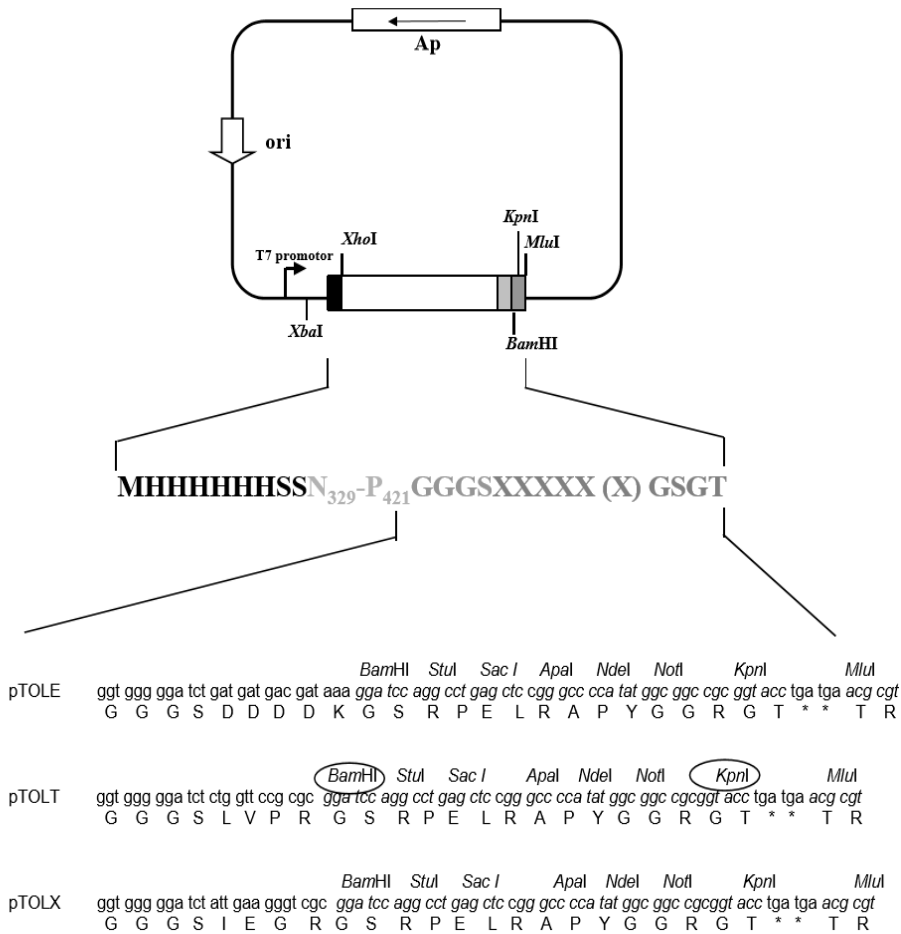 Ap
ori
KpnI
XhoI
MluI
T7 promotor
XbaI
BamHI
MHHHHHHSSN329-P421GGGSXXXXX (X) GSGT
BamHI StuI Sac I ApaI NdeI NotI KpnI MluI
pTOLE ggt ggg gga tct gat gat gac gat aaa gga tcc agg cct gag ctc cgg gcc cca tat ggc ggc cgc ggt acc tga tga acg cgt
G G G S D D D D K G S R P E L R A P Y G G R G T * * T R
BamHI StuI Sac I ApaI NdeI NotI KpnI MluI
pTOLT ggt ggg gga tct ctg gtt ccg cgc gga tcc agg cct gag ctc cgg gcc cca tat ggc ggc cgcggt acc tga tga acg cgt
G G G S L V P R G S R P E L R A P Y G G R G T * * T R
BamHI StuI Sac I ApaI NdeI NotI KpnI MluI
pTOLX ggt ggg gga tct att gaa gggt cgc gga tcc agg cct gag ctc cgg gcc cca tat ggc ggc cgcggt acc tga tga acg cgt
G G G S I E G R G S R P E L R A P Y G G R G T * * T R